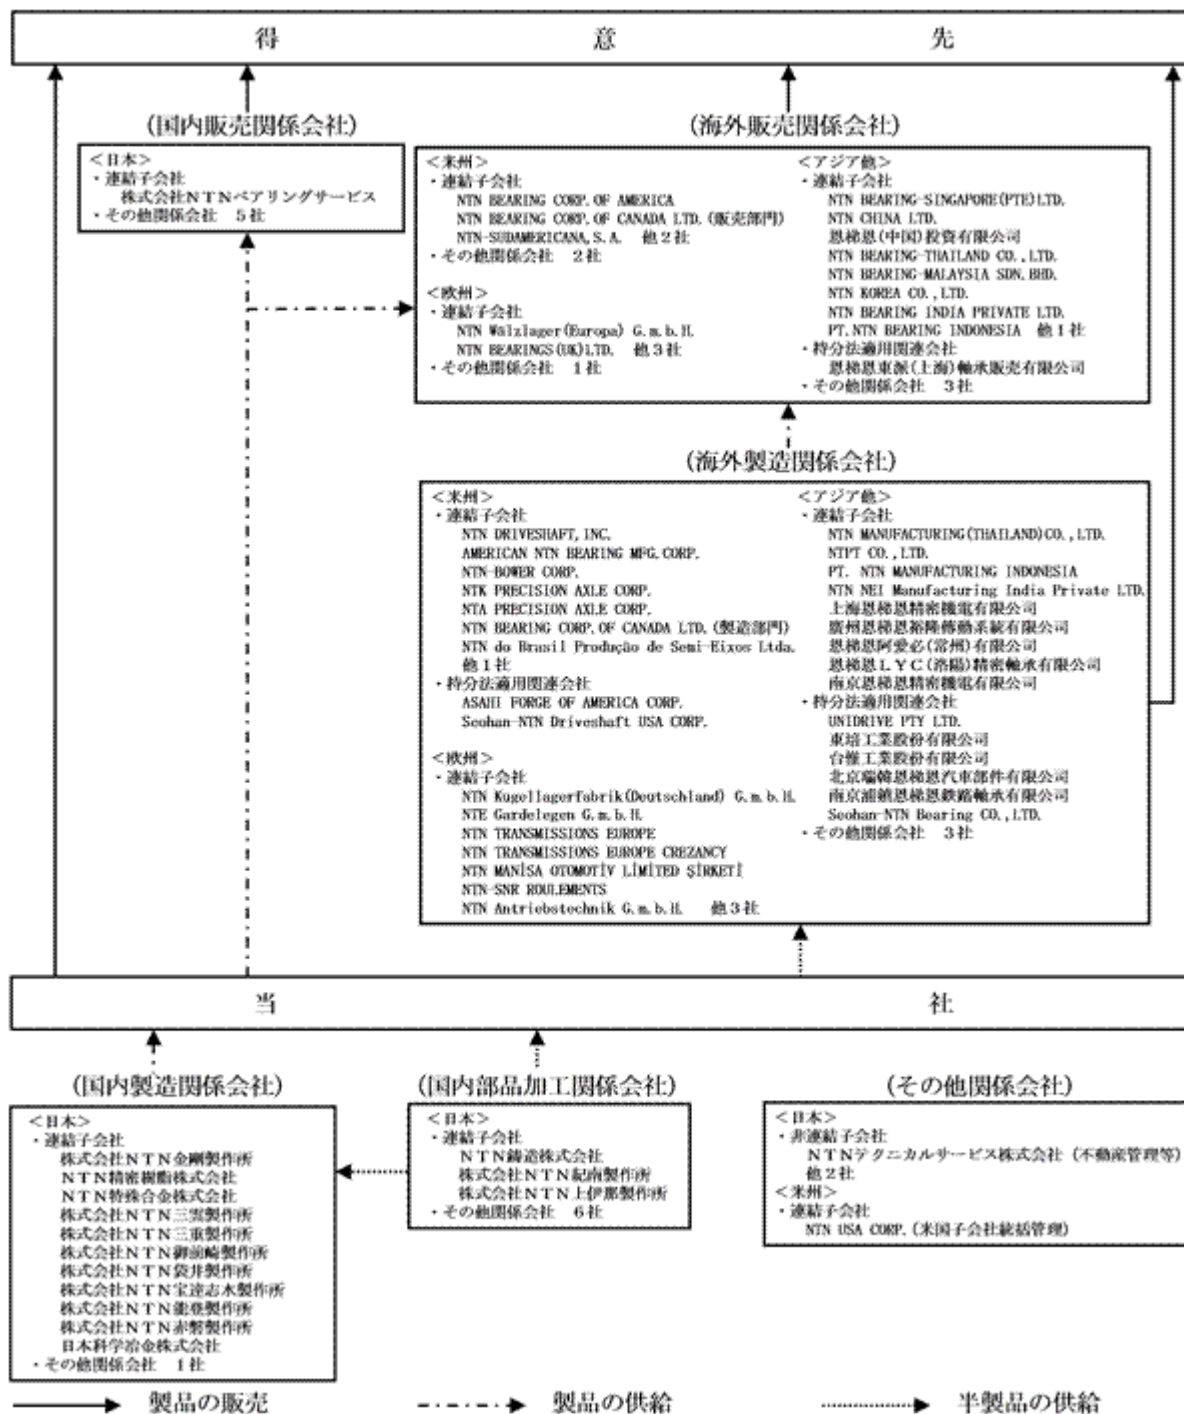 得意先
(国内販売関係会社)
＜日本＞
・連結子会社
株式会社ＮＴＮベアリングサービス
・その他関係会社　５社
(海外販売関係会社)
＜米州＞
・連結子会社
NTN BEARING CORP.OF AMERICA
NTN BEARING CORP.OF CANADA LTD.(販売部門)
NTN-SUDAMERICANA,S.A.　他２社
・その他関係会社　２社
＜欧州＞
・連結子会社
NTN Wälzlager(Europa) G.m.b.H.
NTN BEARINGS(UK)LTD.　他３社
・その他関係会社　１社
＜アジア他＞
・連結子会社
NTN BEARING-SINGAPORE(PTE)LTD.
NTN CHINA LTD.
恩梯恩(中国)投資有限公司
NTN BEARING-THAILAND CO.,LTD.
NTN BEARING-MALAYSIA SDN.BHD.
NTN KOREA CO.,LTD.
NTN BEARING INDIA PRIVATE LTD.
PT.NTN BEARING INDONESIA　他１社
・持分法適用関連会社
恩梯恩東派(上海)軸承販売有限公司
・その他関係会社　３社
(海外製造関係会社)
＜米州＞
・連結子会社
NTN DRIVESHAFT,INC.
AMERICAN NTN BEARING MFG.CORP.
NTN-BOWER CORP.
NTK PRECISION AXLE CORP.
NTA PRECISION AXLE CORP.
NTN BEARING CORP.OF CANADA LTD.(製造部門)
NTN do Brasil Produção de Semi-Eixos Ltda.
他１社
・持分法適用関連会社
ASAHI FORGE OF AMERICA CORP.
Seohan-NTN Driveshaft USA CORP.
＜欧州＞
・連結子会社
NTN Kugellagerfabrik(Deutschland) G.m.b.H.
NTE Gardelegen G.m.b.H.
NTN TRANSMISSIONS EUROPE
NTN TRANSMISSIONS EUROPE CREZANCY
NTN MANİSA OTOMOTİV LİMİTED ŞİRKETİ
NTN-SNR ROULEMENTS
NTN Antriebstechnik G.m.b.H.　他３社
＜アジア他＞
・連結子会社
NTN MANUFACTURING(THAILAND)CO.,LTD.
NTPT CO.,LTD.
PT. NTN MANUFACTURING INDONESIA
NTN NEI Manufacturing India Private LTD.
上海恩梯恩精密機電有限公司
廣州恩梯恩裕隆傳動系統有限公司
恩梯恩阿愛必(常州)有限公司
恩梯恩ＬＹＣ(洛陽)精密軸承有限公司
南京恩梯恩精密機電有限公司
・持分法適用関連会社
UNIDRIVE PTY LTD.
東培工業股份有限公司
台惟工業股份有限公司
北京瑞韓恩梯恩汽車部件有限公司
南京浦鎮恩梯恩鉄路軸承有限公司
Seohan-NTN Bearing CO.,LTD.
・その他関係会社　３社
当社
(国内製造関係会社)
＜日本＞
・連結子会社
株式会社ＮＴＮ金剛製作所
ＮＴＮ精密樹脂株式会社
ＮＴＮ特殊合金株式会社
株式会社ＮＴＮ三雲製作所
株式会社ＮＴＮ三重製作所
株式会社ＮＴＮ御前崎製作所
株式会社ＮＴＮ袋井製作所
株式会社ＮＴＮ宝達志水製作所
株式会社ＮＴＮ能登製作所
株式会社ＮＴＮ赤磐製作所
日本科学冶金株式会社
・その他関係会社　１社
(国内部品加工関係会社)
＜日本＞
・連結子会社
ＮＴＮ鋳造株式会社
株式会社ＮＴＮ紀南製作所
株式会社ＮＴＮ上伊那製作所
・その他関係会社　６社
(その他関係会社)
＜日本＞
・非連結子会社
ＮＴＮテクニカルサービス株式会社 (不動産管理等)
他２社
＜米州＞
・連結子会社
NTN USA CORP.(米国子会社統括管理)
製品の販売
製品の供給
半製品の供給